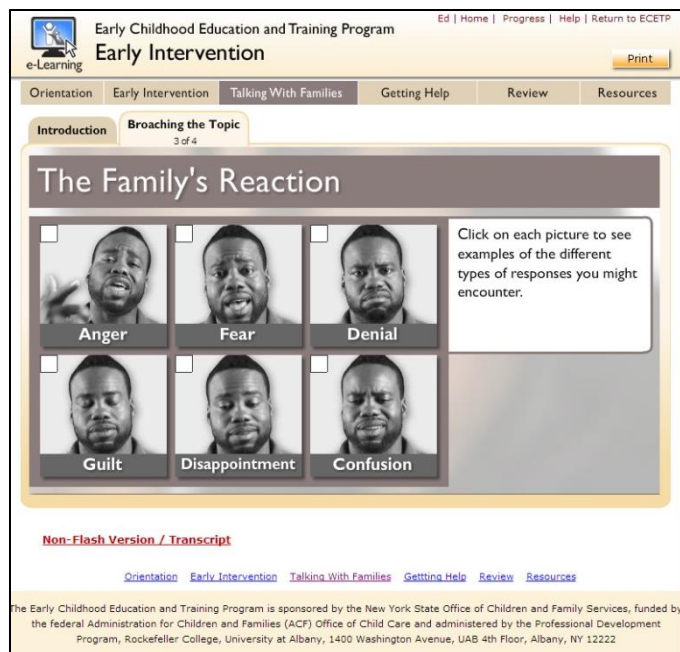 Ed | Home | Progress | Help | Return to ECETP
Early Childhood Education and Training Program
Early Intervention
e-Learning
Print
Orientation
Early Intervention
Talking With Families
Getting Help
Review
Resources
Introduction
Broaching the Topic
3 of 4
The Family's Reaction
Anger
Fear
Denial
Click on each picture to see
examples of the different
types of responses you might
encounter.
Guilt
Disappointment
Confusion
Non-Flash Version / Transcript
Orientation Early Intervention Talking With Families Gettting Help Review Resources
The Early Childhood Education and Training Program is sponsored by the New York State Office of Children and Family Services, funded by
the federal Administration for Children and Families (ACF) Office of Child Care and administered by the Professional Development
Program, Rockefeller College, University at Albany, 1400 Washington Avenue, UAB 4th Floor, Albany, NY 12222